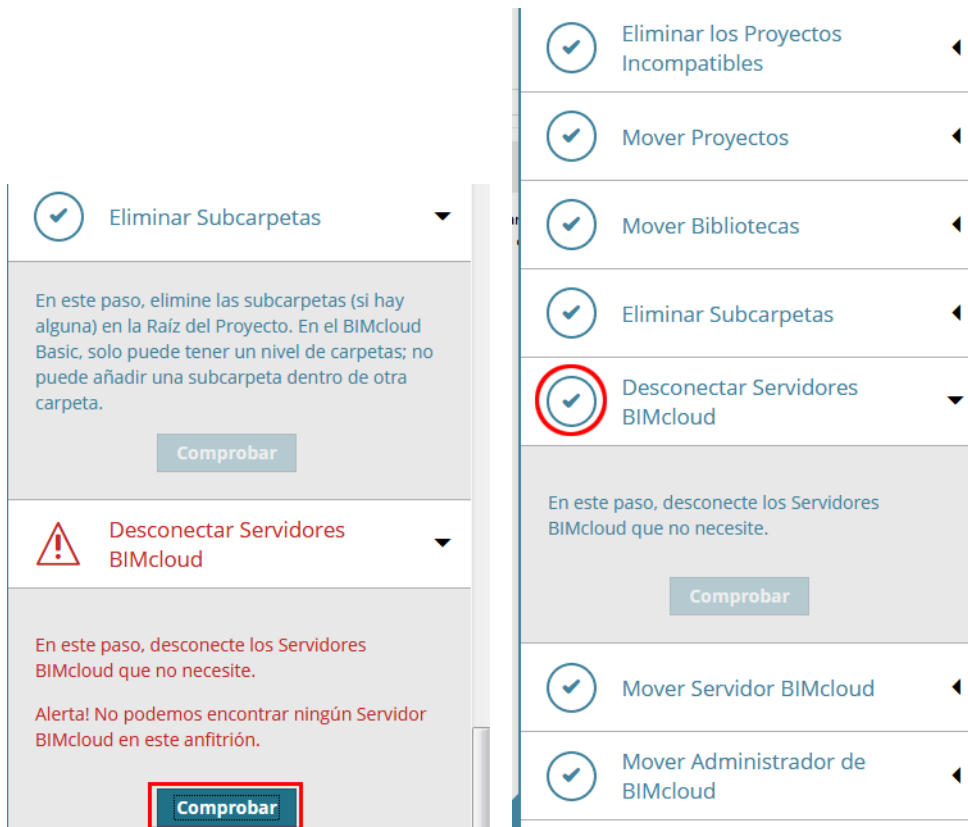 Eliminar Subcarpetas
En este paso, elimine las subcarpetas (si hay
alguna) en la Raíz del Proyecto. En el BIMcloud
Basic, solo puede tener un nivel de carpetas; no
puede añadir una subcarpeta dentro de otra
carpeta.
Comprobar
Desconectar Servidores
BIMcloud
En este paso, desconecte los Servidores
BIMcloud que no necesite.
Alerta! No podemos encontrar ningún Servidor
BIMcloud en este anfitrión.
Comprobar
Eliminar los Proyectos
Incompatibles
Mover Proyectos
Mover Bibliotecas
Eliminar Subcarpetas
Desconectar Servidores
BIMcloud
En este paso, desconecte los Servidores
BIMcloud que no necesite.
Comprobar
Mover Servidor BIMcloud
Mover Administrador de
BIMcloud